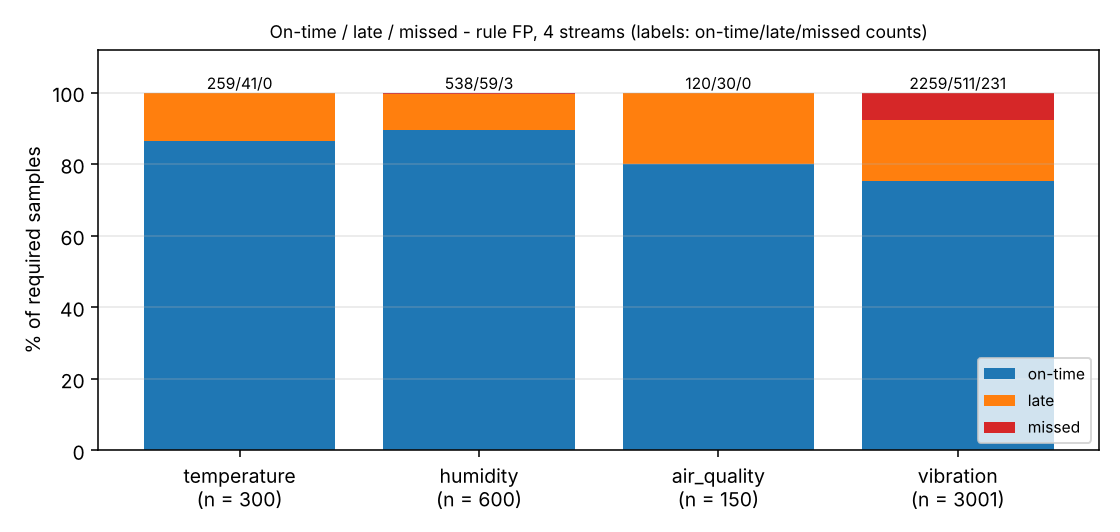 On-time / late / missed - rule FP, 4 streams (labels: on-time/late/missed counts)
259/41/0
538/59/3
120/30/0
2259/511/231
100
80
60
40
20
0
% of required samples
on-time
late
missed
temperature
(n = 300)
humidity
(n = 600)
air_quality
(n = 150)
vibration
(n = 3001)